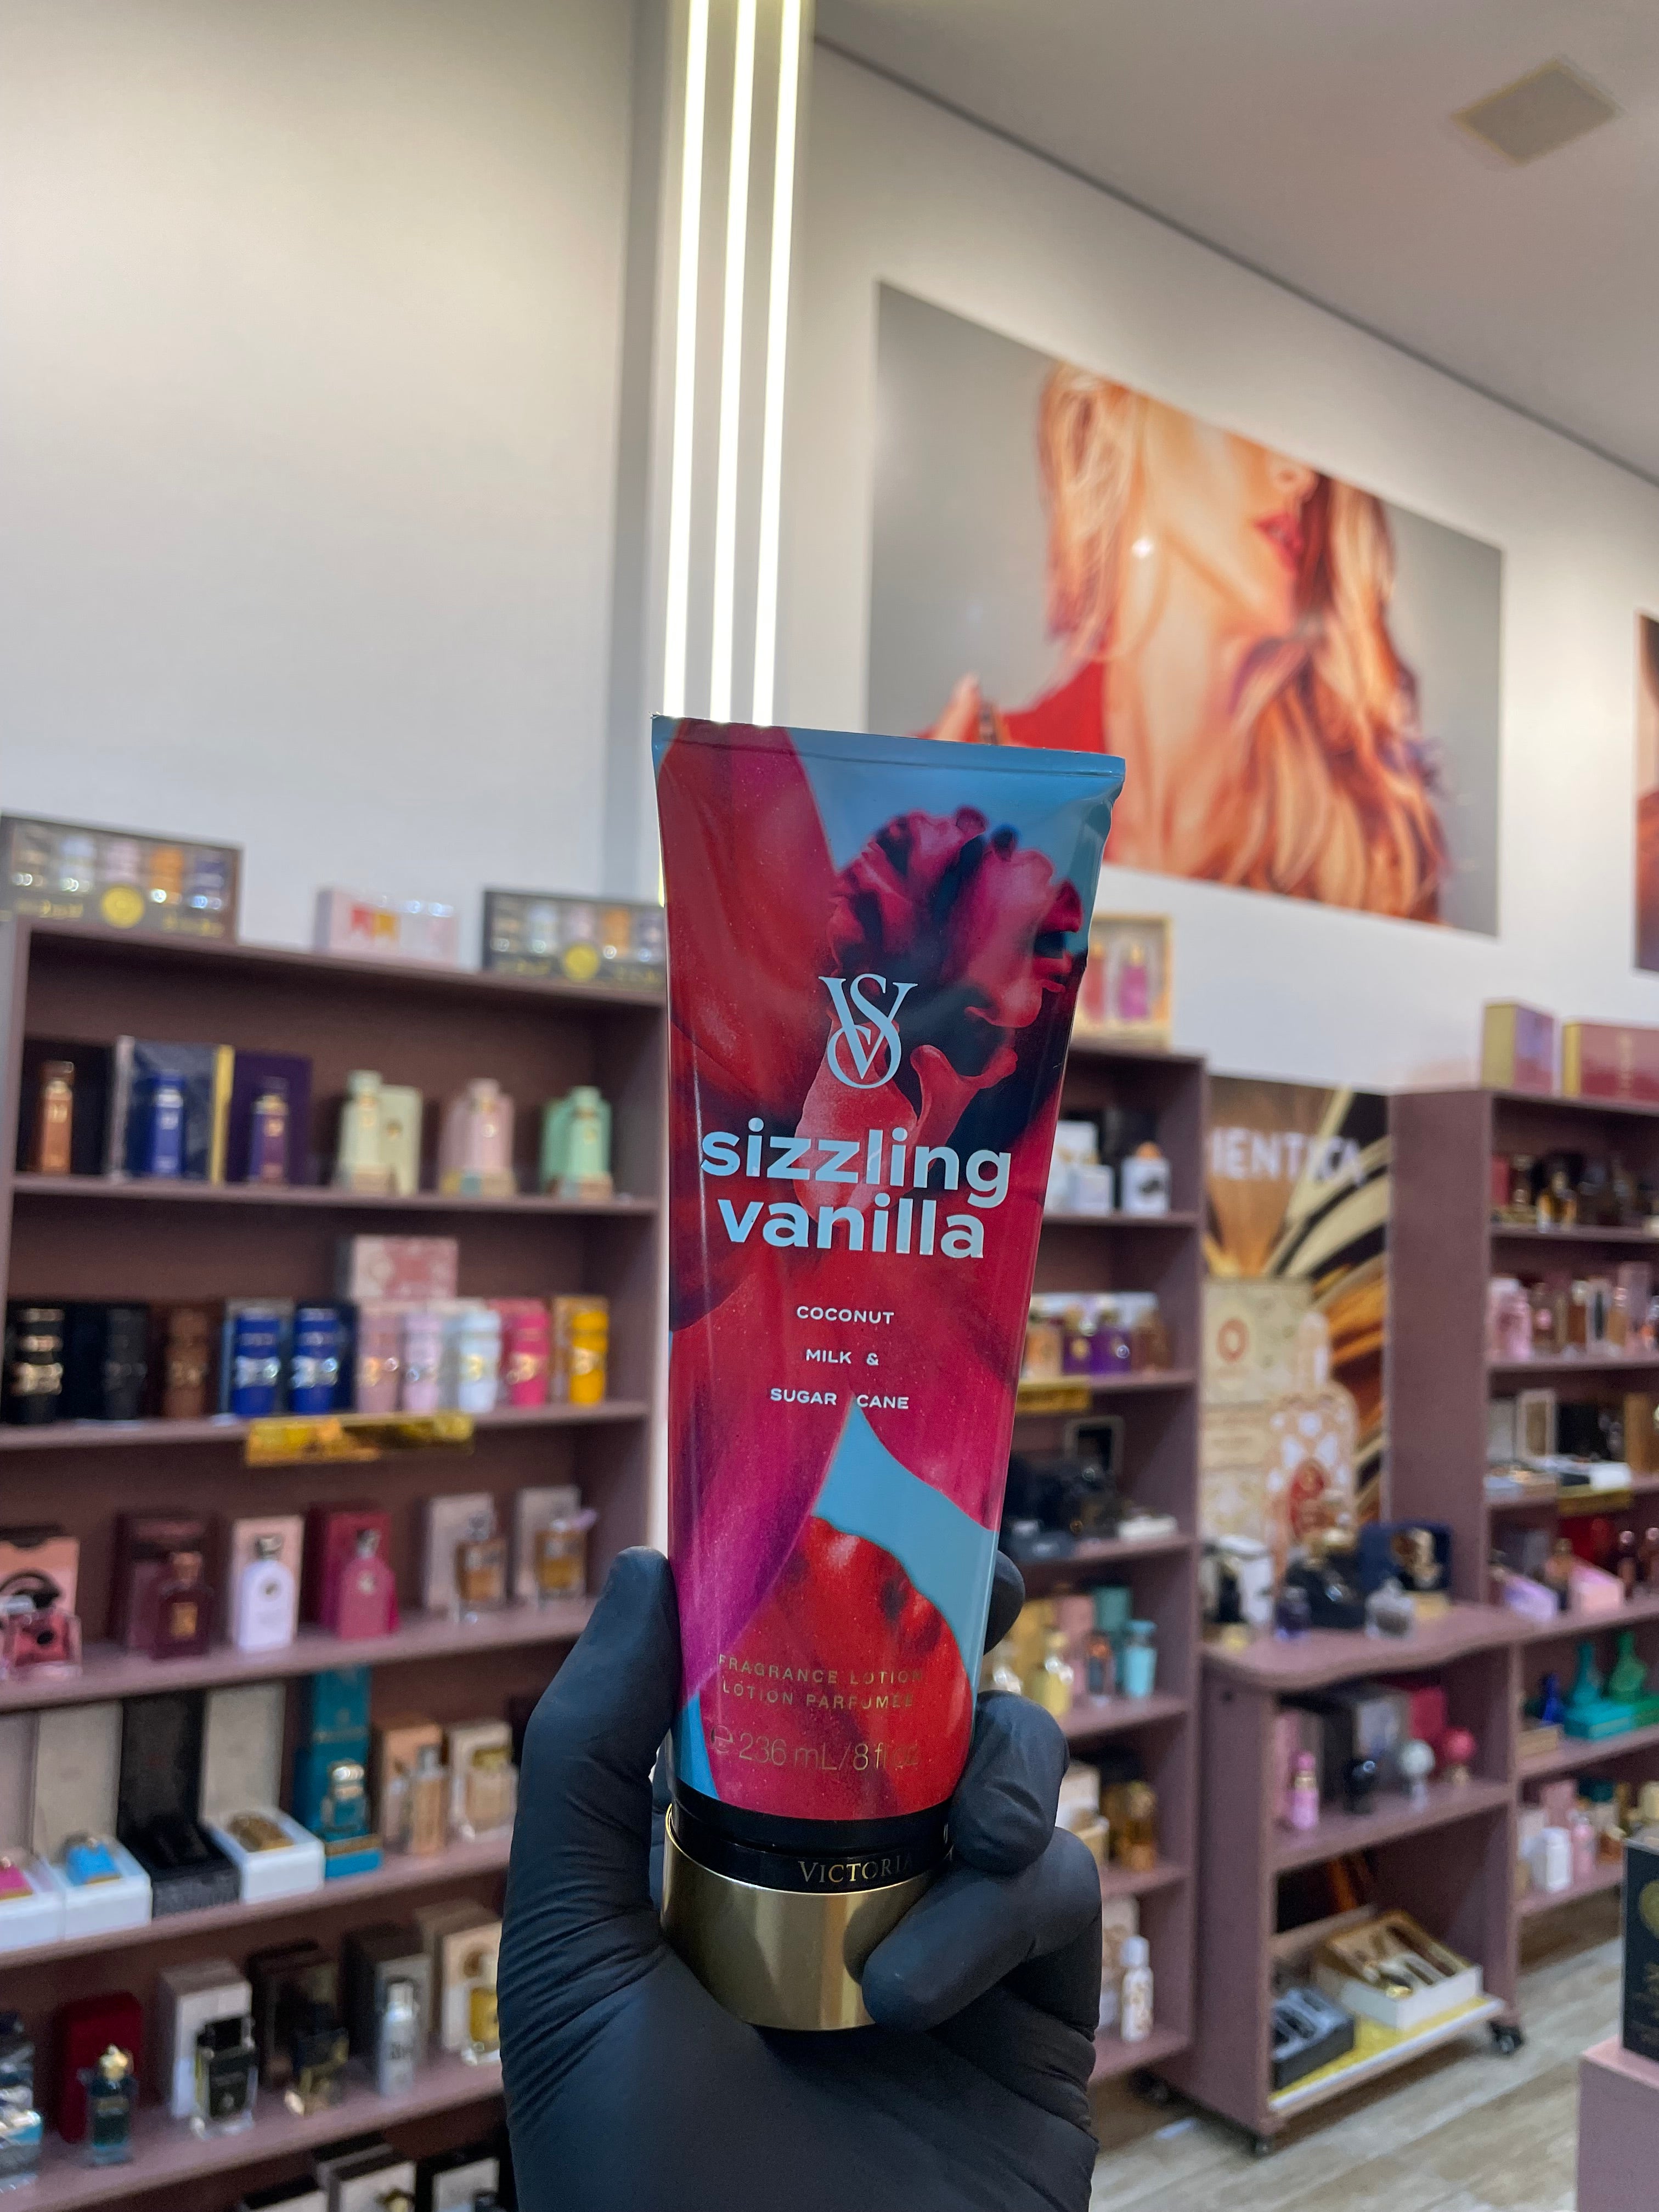 VS
sizzling
vanilla
COCONUT
MILK &
SUGAR CANE
FRAGRANCE LOTION
LOTION PARFUMÉE
℮ 236 mL/8 fl oz
VICTORIA